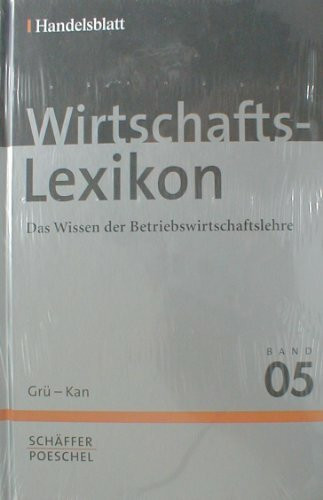 Handelsblatt
Wirtschafts-
Lexikon
Das Wissen der Betriebswirtschaftslehre
BAND
05
Grü – Kan
SCHÄFFER
POESCHEL